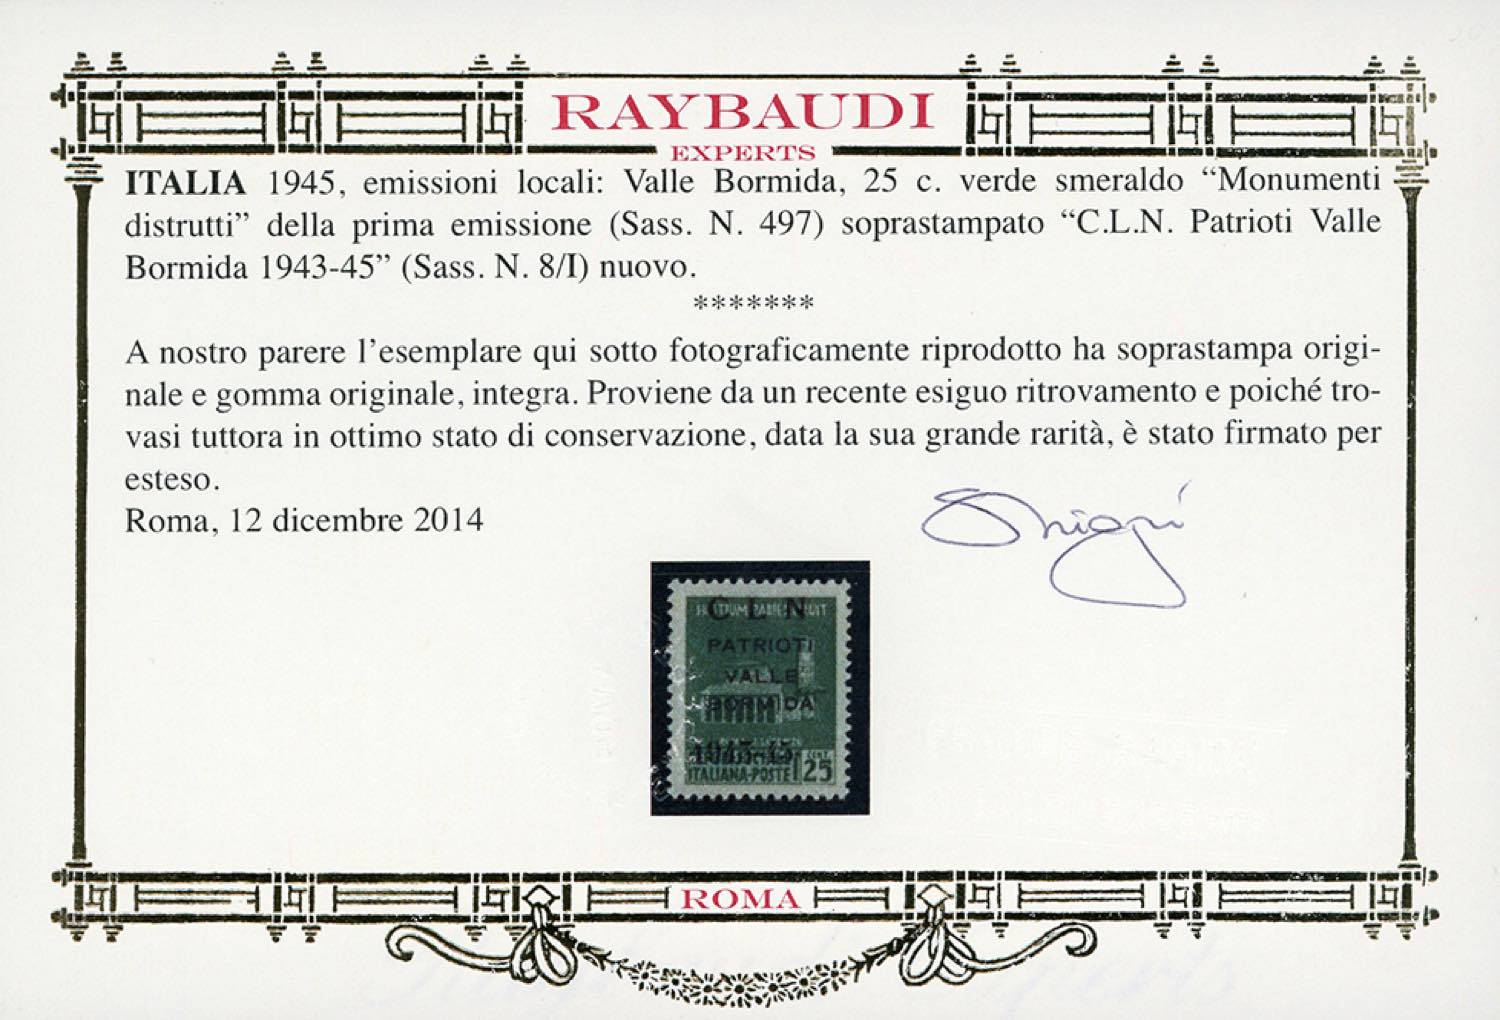 RAYBAUDI
EXPERTS
ITALIA 1945, emissioni locali: Valle Bormida, 25 c. verde smeraldo “Monumenti
distrutti” della prima emissione (Sass. N. 497) soprastampato “C.L.N. Patrioti Valle
Bormida 1943-45” (Sass. N. 8/I) nuovo.
*******
A nostro parere l’esemplare qui sotto fotograficamente riprodotto ha soprastampa origi-
nale e gomma originale, integra. Proviene da un recente esiguo ritrovamento e poiché tro-
vasi tuttora in ottimo stato di conservazione, data la sua grande rarità, è stato firmato per
esteso.
Roma, 12 dicembre 2014
C L N
PATRIOTI
VALLE
BORMIDA
1943-45
CENT.
ITALIANA-POSTE 25
ROMA